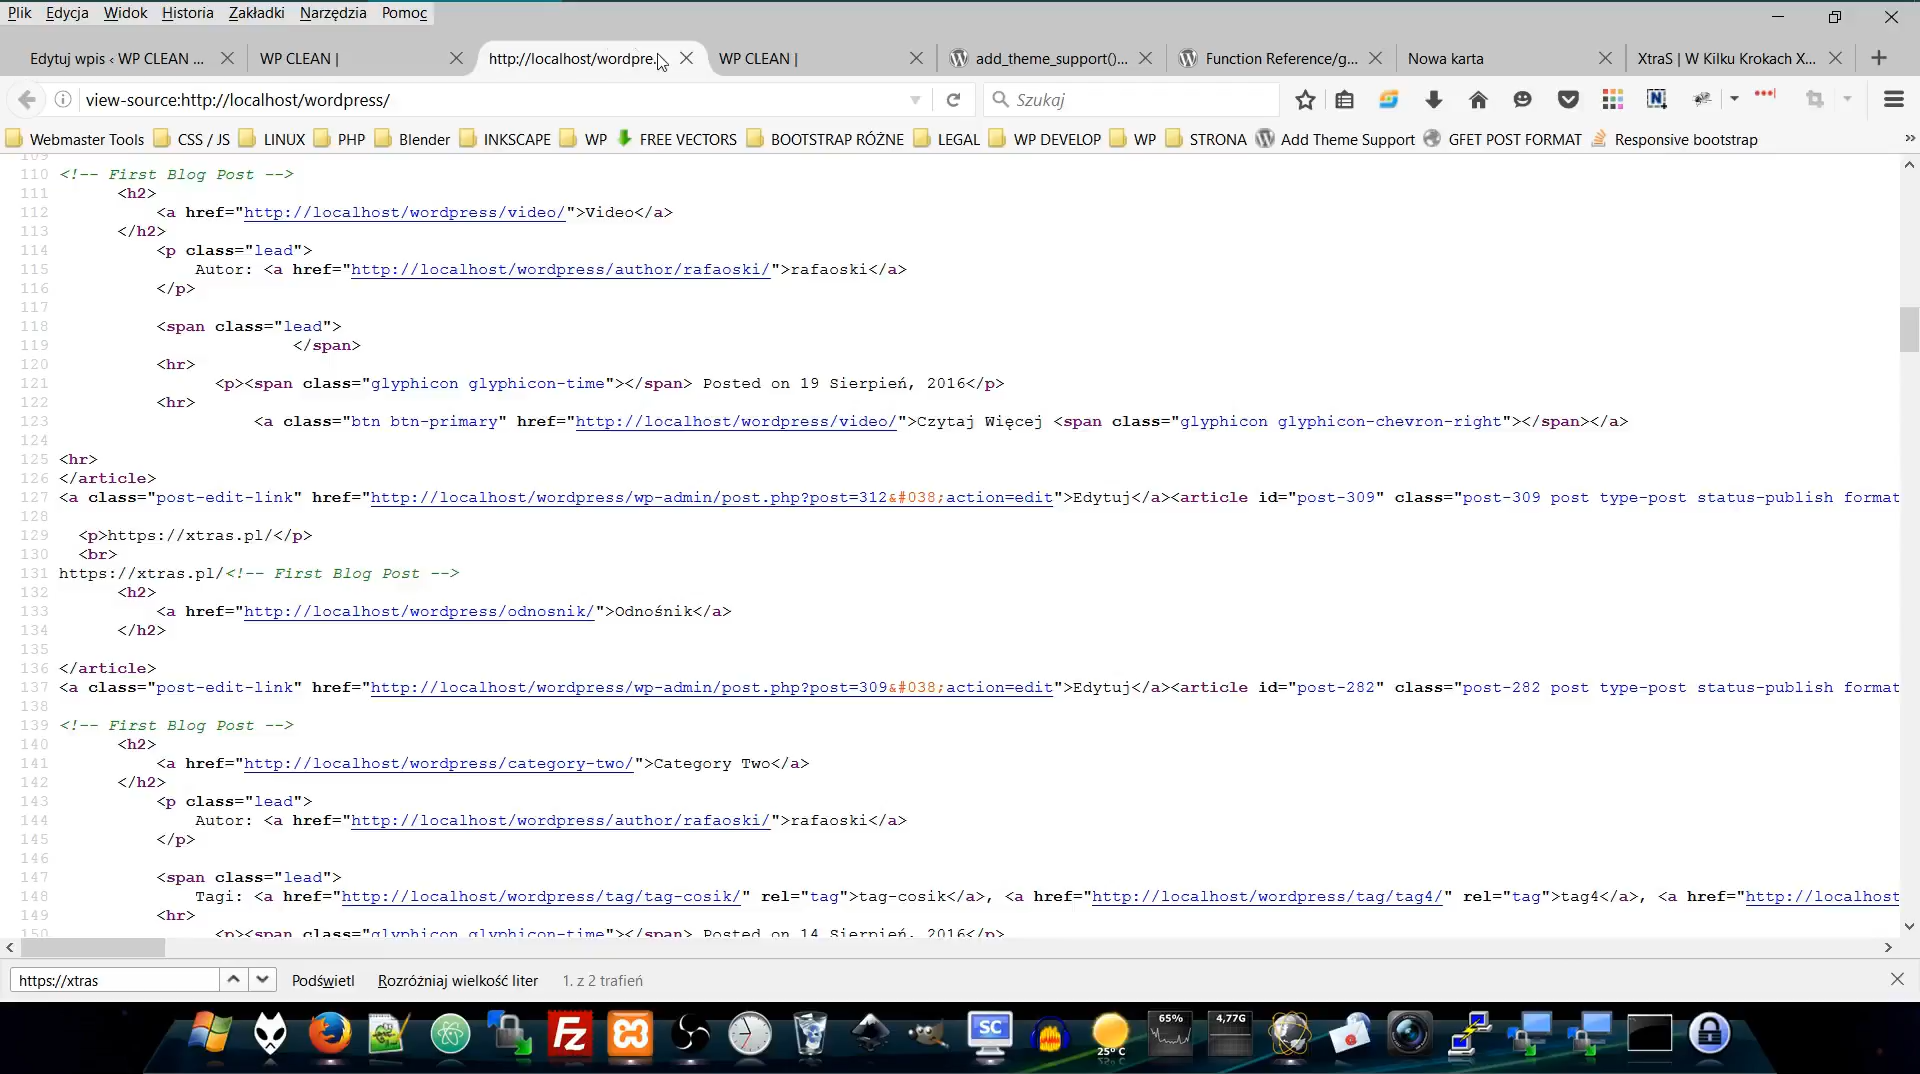 Plik Edycja Widok Historia Zakładki Narzędzia Pomoc
Edytuj wpis ‹ WP CLEAN ... WP CLEAN | http://localhost/wordpre... WP CLEAN | add_theme_support()... Function Reference/g... Nowa karta XtraS | W Kilku Krokach X...
view-source:http://localhost/wordpress/ Szukaj
Webmaster Tools CSS / JS LINUX PHP Blender INKSCAPE WP FREE VECTORS BOOTSTRAP RÓŻNE LEGAL WP DEVELOP WP STRONA Add Theme Support GFET POST FORMAT Responsive bootstrap »
109
110 <!-- First Blog Post -->
111 <h2>
112 <a href="http://localhost/wordpress/video/">Video</a>
113 </h2>
114 <p class="lead">
115 Autor: <a href="http://localhost/wordpress/author/rafaoski/">rafaoski</a>
116 </p>
117
118 <span class="lead">
119 </span>
120 <hr>
121 <p><span class="glyphicon glyphicon-time"></span> Posted on 19 Sierpień, 2016</p>
122 <hr>
123 <a class="btn btn-primary" href="http://localhost/wordpress/video/">Czytaj Więcej <span class="glyphicon glyphicon-chevron-right"></span></a>
124
125 <hr>
126 </article>
127 <a class="post-edit-link" href="http://localhost/wordpress/wp-admin/post.php?post=312&#038;action=edit">Edytuj</a><article id="post-309" class="post-309 post type-post status-publish format
128
129 <p>https://xtras.pl/</p>
130 <br>
131 https://xtras.pl/<!-- First Blog Post -->
132 <h2>
133 <a href="http://localhost/wordpress/odnosnik/">Odnośnik</a>
134 </h2>
135
136 </article>
137 <a class="post-edit-link" href="http://localhost/wordpress/wp-admin/post.php?post=309&#038;action=edit">Edytuj</a><article id="post-282" class="post-282 post type-post status-publish format
138
139 <!-- First Blog Post -->
140 <h2>
141 <a href="http://localhost/wordpress/category-two/">Category Two</a>
142 </h2>
143 <p class="lead">
144 Autor: <a href="http://localhost/wordpress/author/rafaoski/">rafaoski</a>
145 </p>
146
147 <span class="lead">
148 Tagi: <a href="http://localhost/wordpress/tag/tag-cosik/" rel="tag">tag-cosik</a>, <a href="http://localhost/wordpress/tag/tag4/" rel="tag">tag4</a>, <a href="http://localhost
149 <hr>
150 <p><span class="glyphicon glyphicon-time"></span> Posted on 14 Sierpień, 2016</p>
https://xtras Podświetl Rozróżniaj wielkość liter 1. z 2 trafień
Fz SC 25° C 65% 4,77G